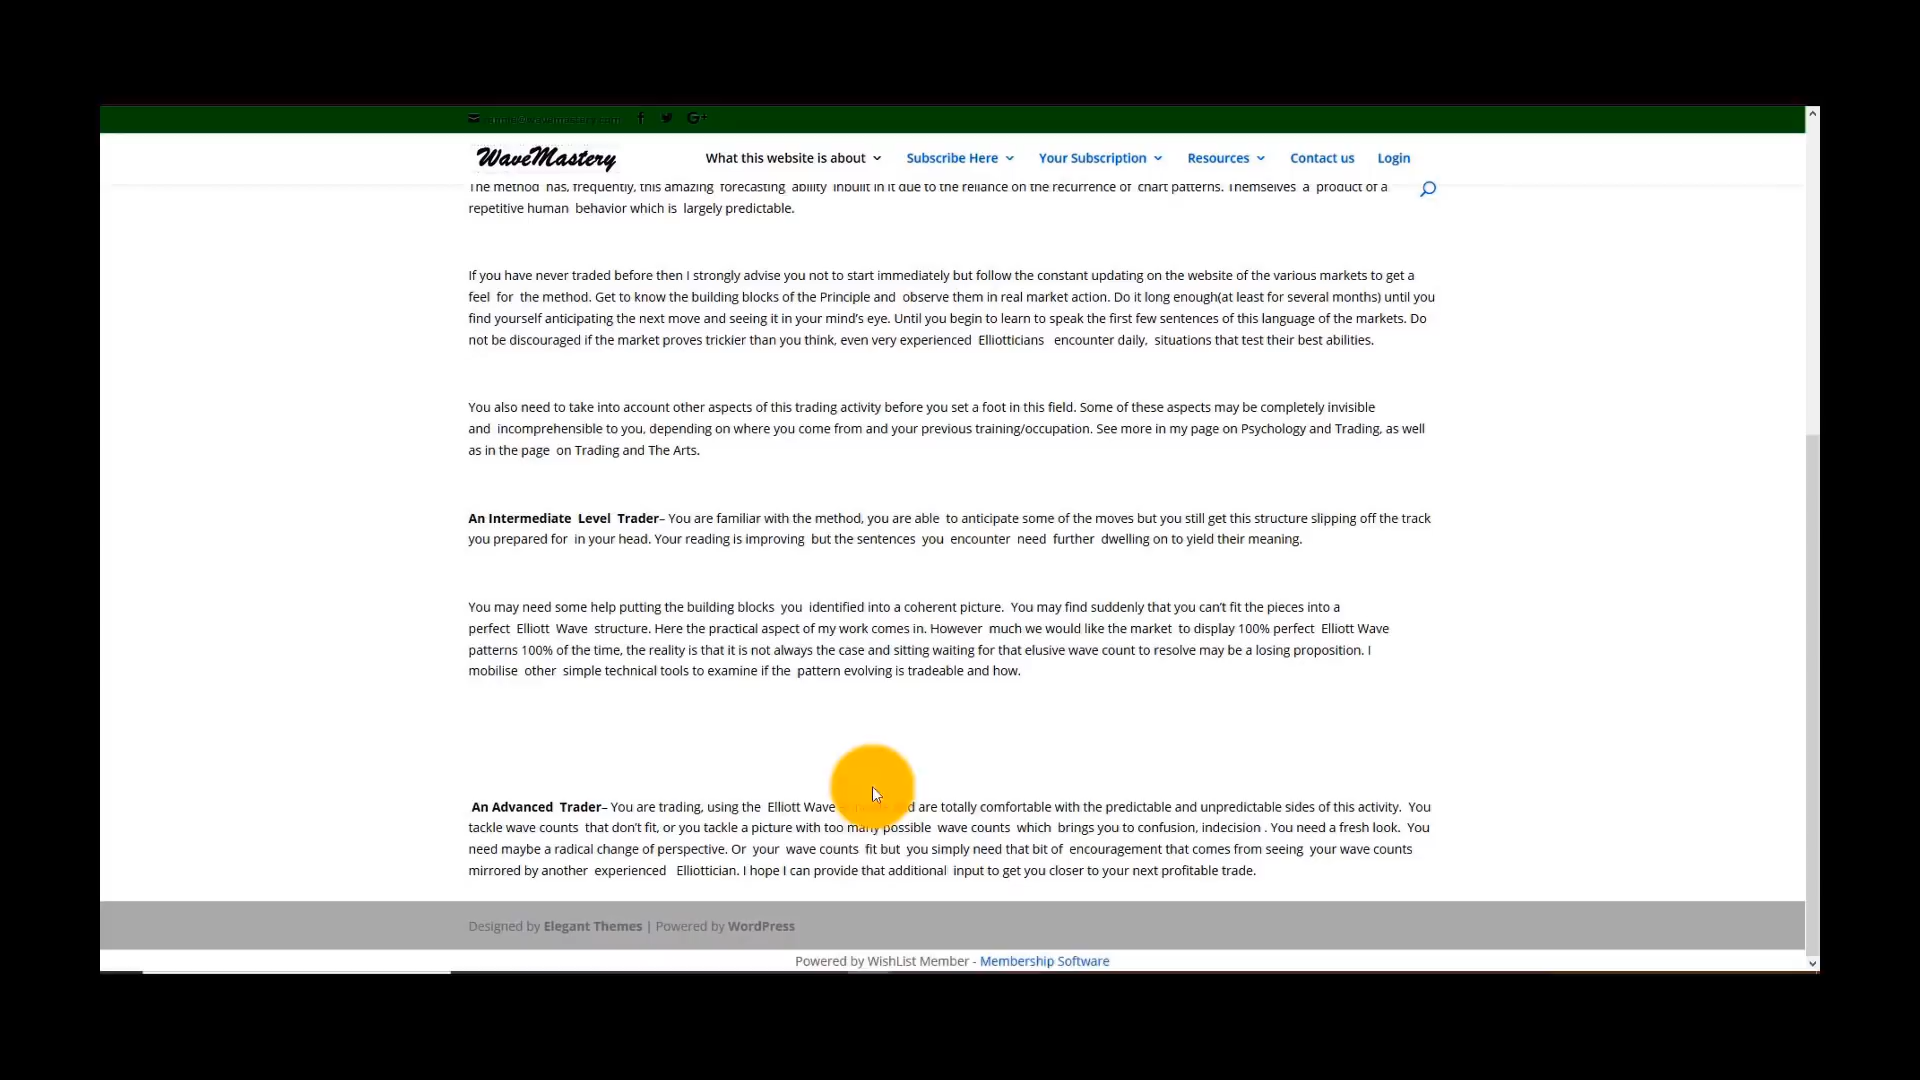 WaveMastery
What this website is about
Subscribe Here
Your Subscription
Resources
Contact us
Login
The method has, frequently, this amazing forecasting ability inbuilt in it due to the reliance on the recurrence of chart patterns. Themselves a product of a
repetitive human behavior which is largely predictable.
If you have never traded before then I strongly advise you not to start immediately but follow the constant updating on the website of the various markets to get a
feel for the method. Get to know the building blocks of the Principle and observe them in real market action. Do it long enough(at least for several months) until you
find yourself anticipating the next move and seeing it in your mind's eye. Until you begin to learn to speak the first few sentences of this language of the markets. Do
not be discouraged if the market proves trickier than you think, even very experienced Elliotticians encounter daily, situations that test their best abilities.
You also need to take into account other aspects of this trading activity before you set a foot in this field. Some of these aspects may be completely invisible
and incomprehensible to you, depending on where you come from and your previous training/occupation. See more in my page on Psychology and Trading, as well
as in the page on Trading and The Arts.
An Intermediate Level Trader– You are familiar with the method, you are able to anticipate some of the moves but you still get this structure slipping off the track
you prepared for in your head. Your reading is improving but the sentences you encounter need further dwelling on to yield their meaning.
You may need some help putting the building blocks you identified into a coherent picture. You may find suddenly that you can't fit the pieces into a
perfect Elliott Wave structure. Here the practical aspect of my work comes in. However much we would like the market to display 100% perfect Elliott Wave
patterns 100% of the time, the reality is that it is not always the case and sitting waiting for that elusive wave count to resolve may be a losing proposition. I
mobilise other simple technical tools to examine if the pattern evolving is tradeable and how.
An Advanced Trader– You are trading, using the Elliott Wave are totally comfortable with the predictable and unpredictable sides of this activity. You
tackle wave counts that don't fit, or you tackle a picture with too many possible wave counts which brings you to confusion, indecision . You need a fresh look. You
need maybe a radical change of perspective. Or your wave counts fit but you simply need that bit of encouragement that comes from seeing your wave counts
mirrored by another experienced Elliottician. I hope I can provide that additional input to get you closer to your next profitable trade.
Designed by Elegant Themes | Powered by WordPress
Powered by WishList Member - Membership Software